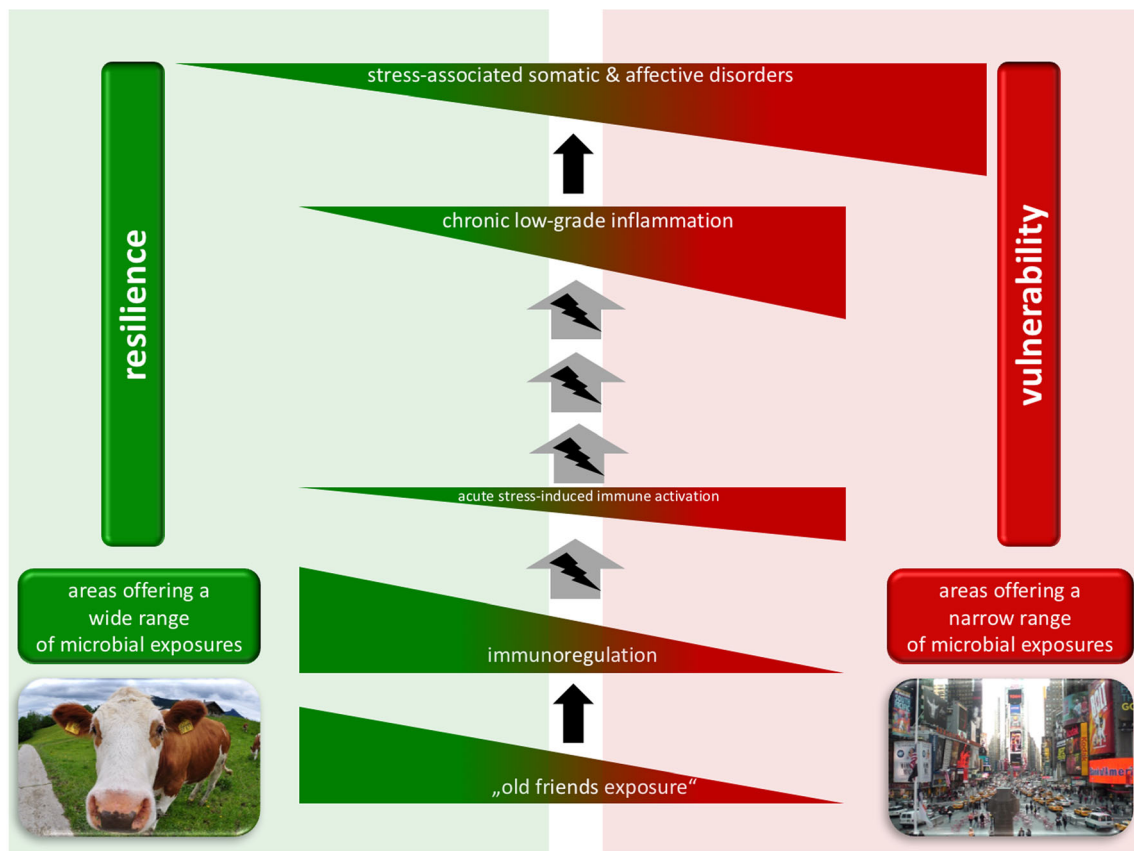 stress-associated somatic & affective disorders
chronic low-grade inflammation
resilience
vulnerability
acute stress-induced immune activation
areas offering a
wide range
of microbial exposures
areas offering a
narrow range
of microbial exposures
immunoregulation
„old friends exposure“